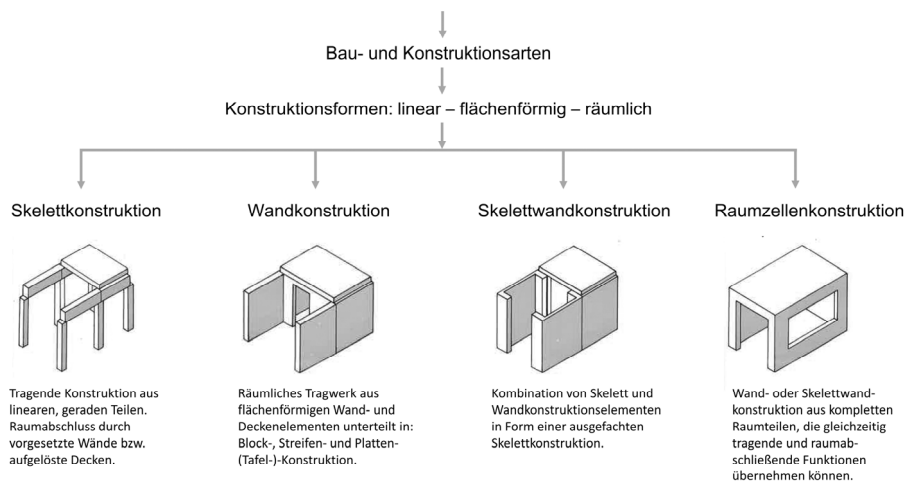 Bau- und Konstruktionsarten
Konstruktionsformen: linear – flächenförmig – räumlich
Skelettkonstruktion
Wandkonstruktion
Skelettwandkonstruktion
Raumzellenkonstruktion
Tragende Konstruktion aus
linearen, geraden Teilen.
Raumabschluss durch
vorgesetzte Wände bzw.
aufgelöste Decken.
Räumliches Tragwerk aus
flächenförmigen Wand- und
Deckenelementen unterteilt in:
Block-, Streifen- und Platten-
(Tafel-)-Konstruktion.
Kombination von Skelett und
Wandkonstruktionselementen
in Form einer ausgefachten
Skelettkonstruktion.
Wand- oder Skelettwand-
konstruktion aus kompletten
Raumteilen, die gleichzeitig
tragende und raumab-
schließende Funktionen
übernehmen können.